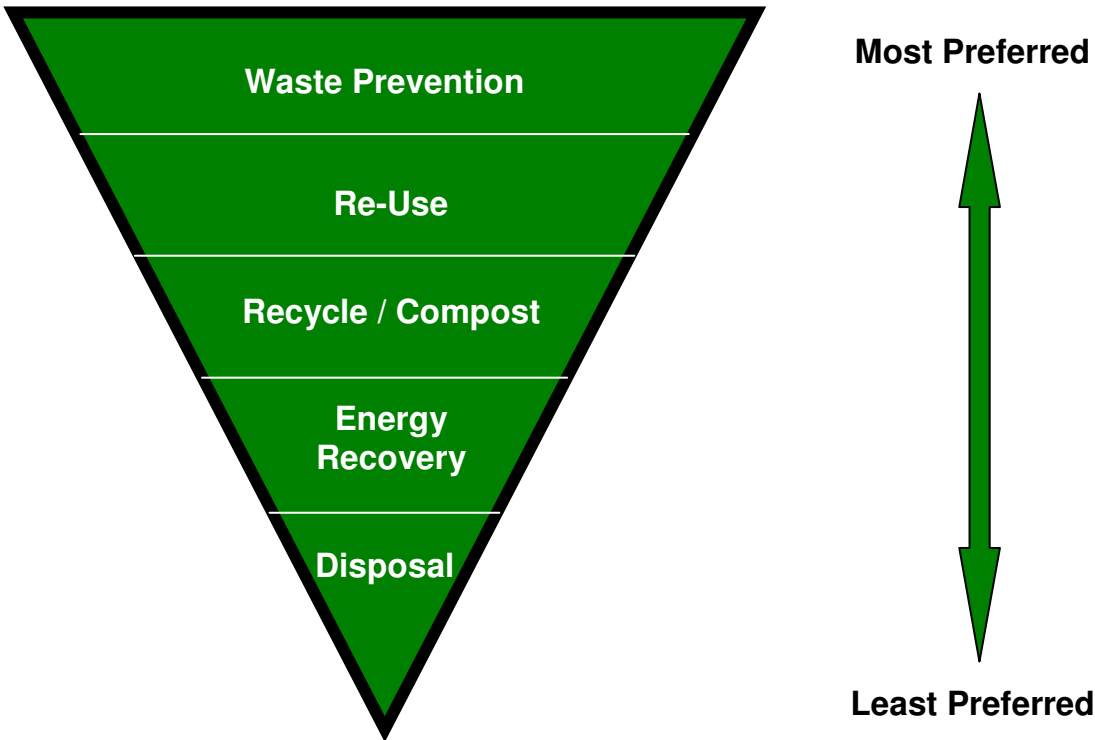 Waste Prevention
Most Preferred
Re-Use
Recycle / Compost
Energy
Recovery
Disposal
Least Preferred